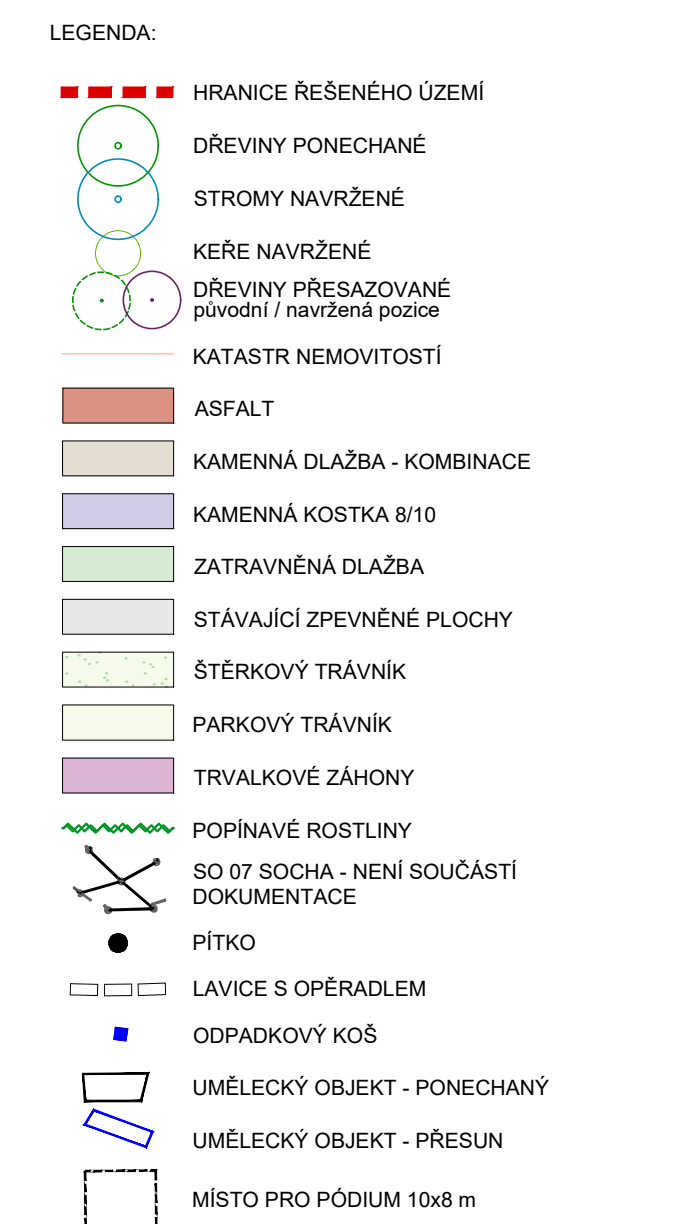 LEGENDA:
HRANICE ŘEŠENÉHO ÚZEMÍ
DŘEVINY PONECHANÉ
STROMY NAVRŽENÉ
KEŘE NAVRŽENÉ
DŘEVINY PŘESAZOVANÉ
původní / navržená pozice
KATASTR NEMOVITOSTÍ
ASFALT
KAMENNÁ DLAŽBA - KOMBINACE
KAMENNÁ KOSTKA 8/10
ZATRAVNĚNÁ DLAŽBA
STÁVAJÍCÍ ZPEVNĚNÉ PLOCHY
ŠTĚRKOVÝ TRÁVNÍK
PARKOVÝ TRÁVNÍK
TRVALKOVÉ ZÁHONY
POPÍNAVÉ ROSTLINY
SO 07 SOCHA - NENÍ SOUČÁSTÍ
DOKUMENTACE
PÍTKO
LAVICE S OPĚRADLEM
ODPADKOVÝ KOŠ
UMĚLECKÝ OBJEKT - PONECHANÝ
UMĚLECKÝ OBJEKT - PŘESUN
MÍSTO PRO PÓDIUM 10x8 m